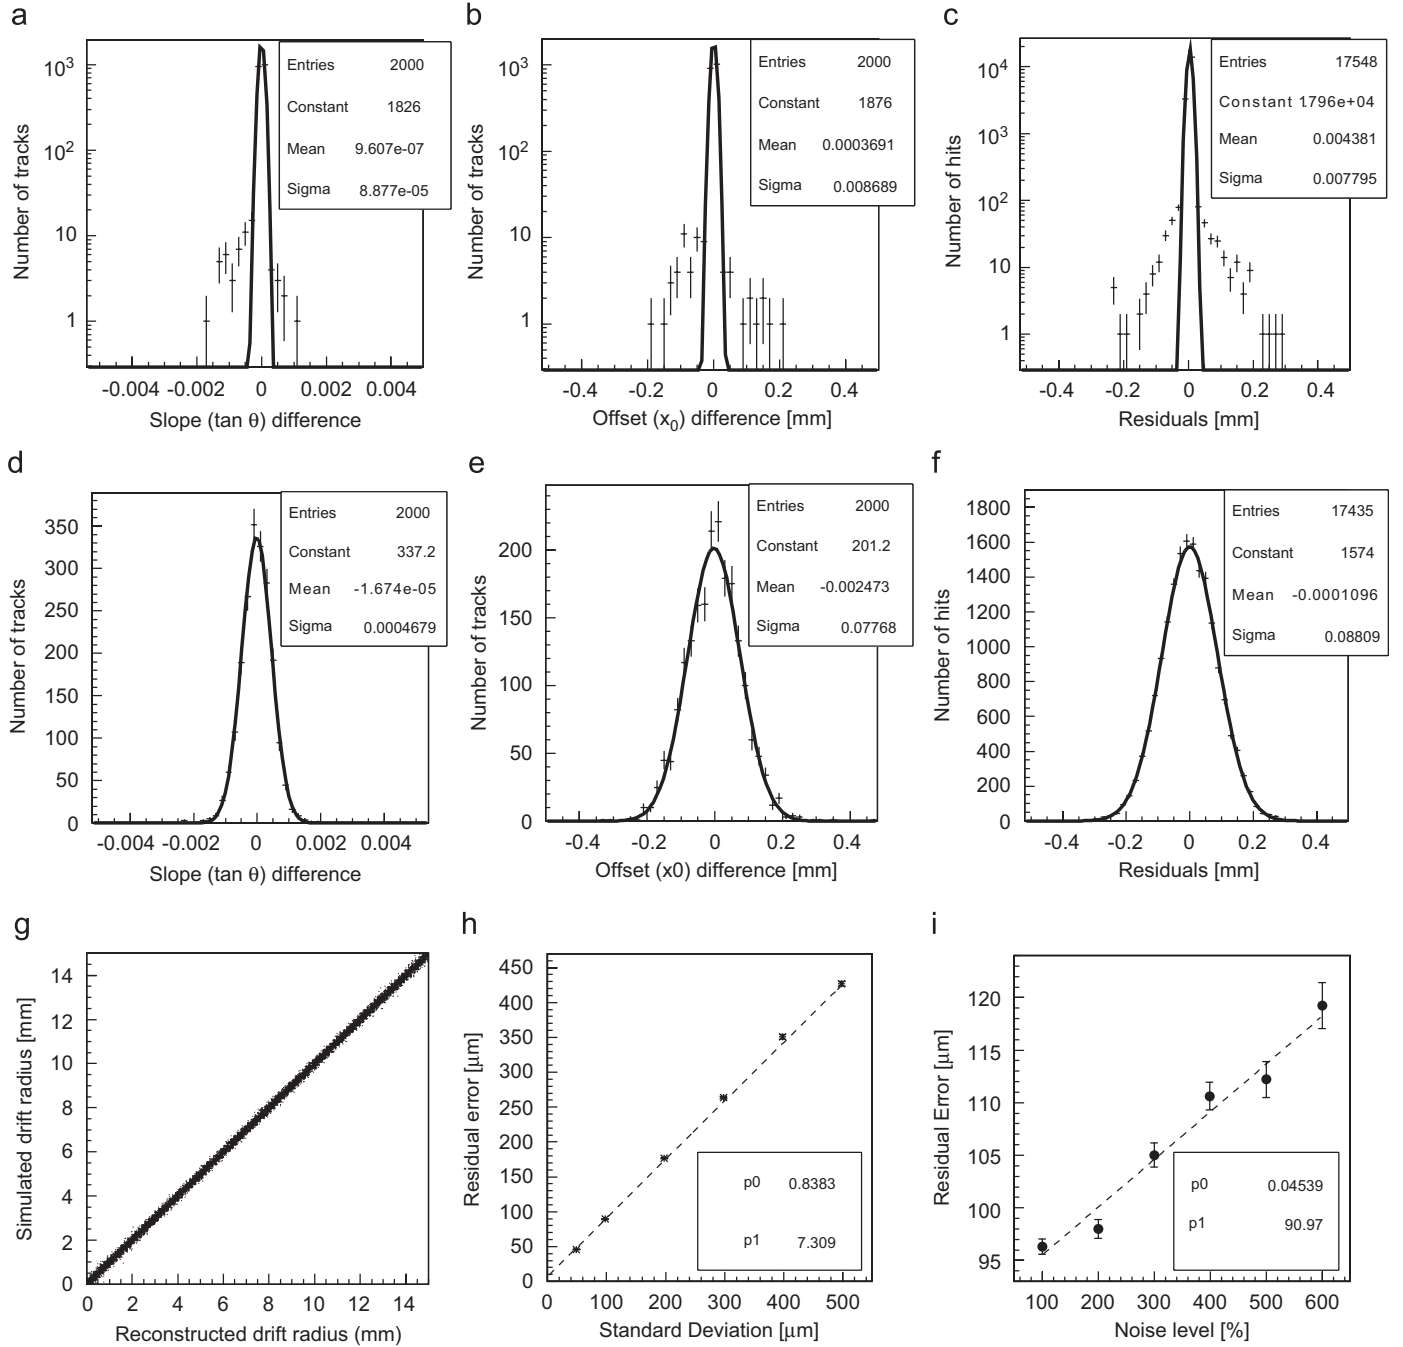 a
Number of tracks
10³
10²
10
1
Entries 2000
Constant 1826
Mean 9.607e-07
Sigma 8.877e-05
-0.004 -0.002 0 0.002 0.004
Slope (tan θ) difference
b
Number of tracks
10³
10²
10
1
Entries 2000
Constant 1876
Mean 0.0003691
Sigma 0.008689
-0.4 -0.2 0 0.2 0.4
Offset (x₀) difference [mm]
c
Number of hits
10⁴
10³
10²
10
1
Entries 17548
Constant 1796e+04
Mean 0.004381
Sigma 0.007795
-0.4 -0.2 0 0.2 0.4
Residuals [mm]
d
Number of tracks
350
300
250
200
150
100
50
0
Entries 2000
Constant 337.2
Mean -1.674e-05
Sigma 0.0004679
-0.004 -0.002 0 0.002 0.004
Slope (tan θ) difference
e
Number of tracks
200
150
100
50
0
Entries 2000
Constant 201.2
Mean -0.002473
Sigma 0.07768
-0.4 -0.2 0 0.2 0.4
Offset (x0) difference [mm]
f
Number of hits
1800
1600
1400
1200
1000
800
600
400
200
0
Entries 17435
Constant 1574
Mean -0.0001096
Sigma 0.08809
-0.4 -0.2 0 0.2 0.4
Residuals [mm]
g
Simulated drift radius [mm]
14
12
10
8
6
4
2
0
0 2 4 6 8 10 12 14
Reconstructed drift radius (mm)
h
Residual error [μm]
450
400
350
300
250
200
150
100
50
0
p0 0.8383
p1 7.309
0 100 200 300 400 500
Standard Deviation [μm]
i
Residual Error [μm]
120
115
110
105
100
95
p0 0.04539
p1 90.97
100 200 300 400 500 600
Noise level [%]